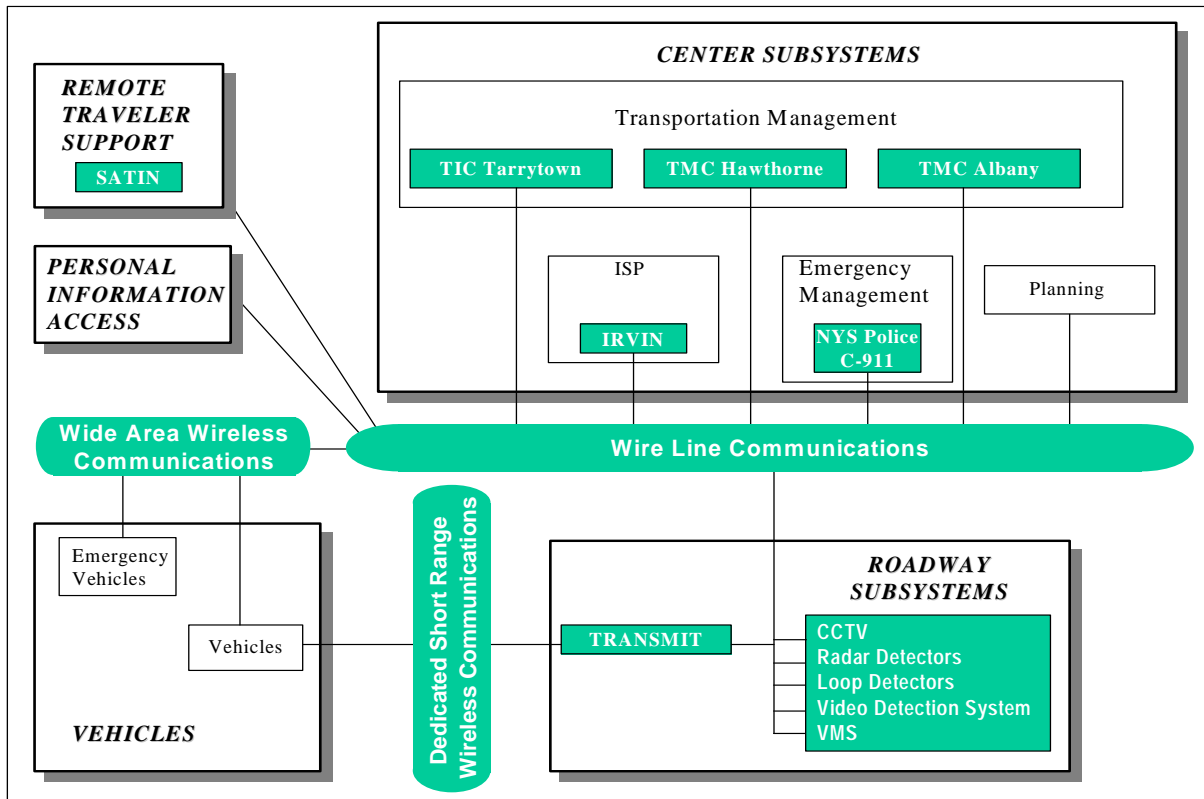 REMOTE
TRAVELER
SUPPORT
SATIN
PERSONAL
INFORMATION
ACCESS
CENTER SUBSYSTEMS
Transportation Management
TIC Tarrytown
TMC Hawthorne
TMC Albany
ISP
IRVIN
Emergency
Management
NYS Police
C-911
Planning
Wide Area Wireless
Communications
Wire Line Communications
Emergency
Vehicles
Vehicles
VEHICLES
Dedicated Short Range
Wireless Communications
ROADWAY
SUBSYSTEMS
TRANSMIT
CCTV
Radar Detectors
Loop Detectors
Video Detection System
VMS